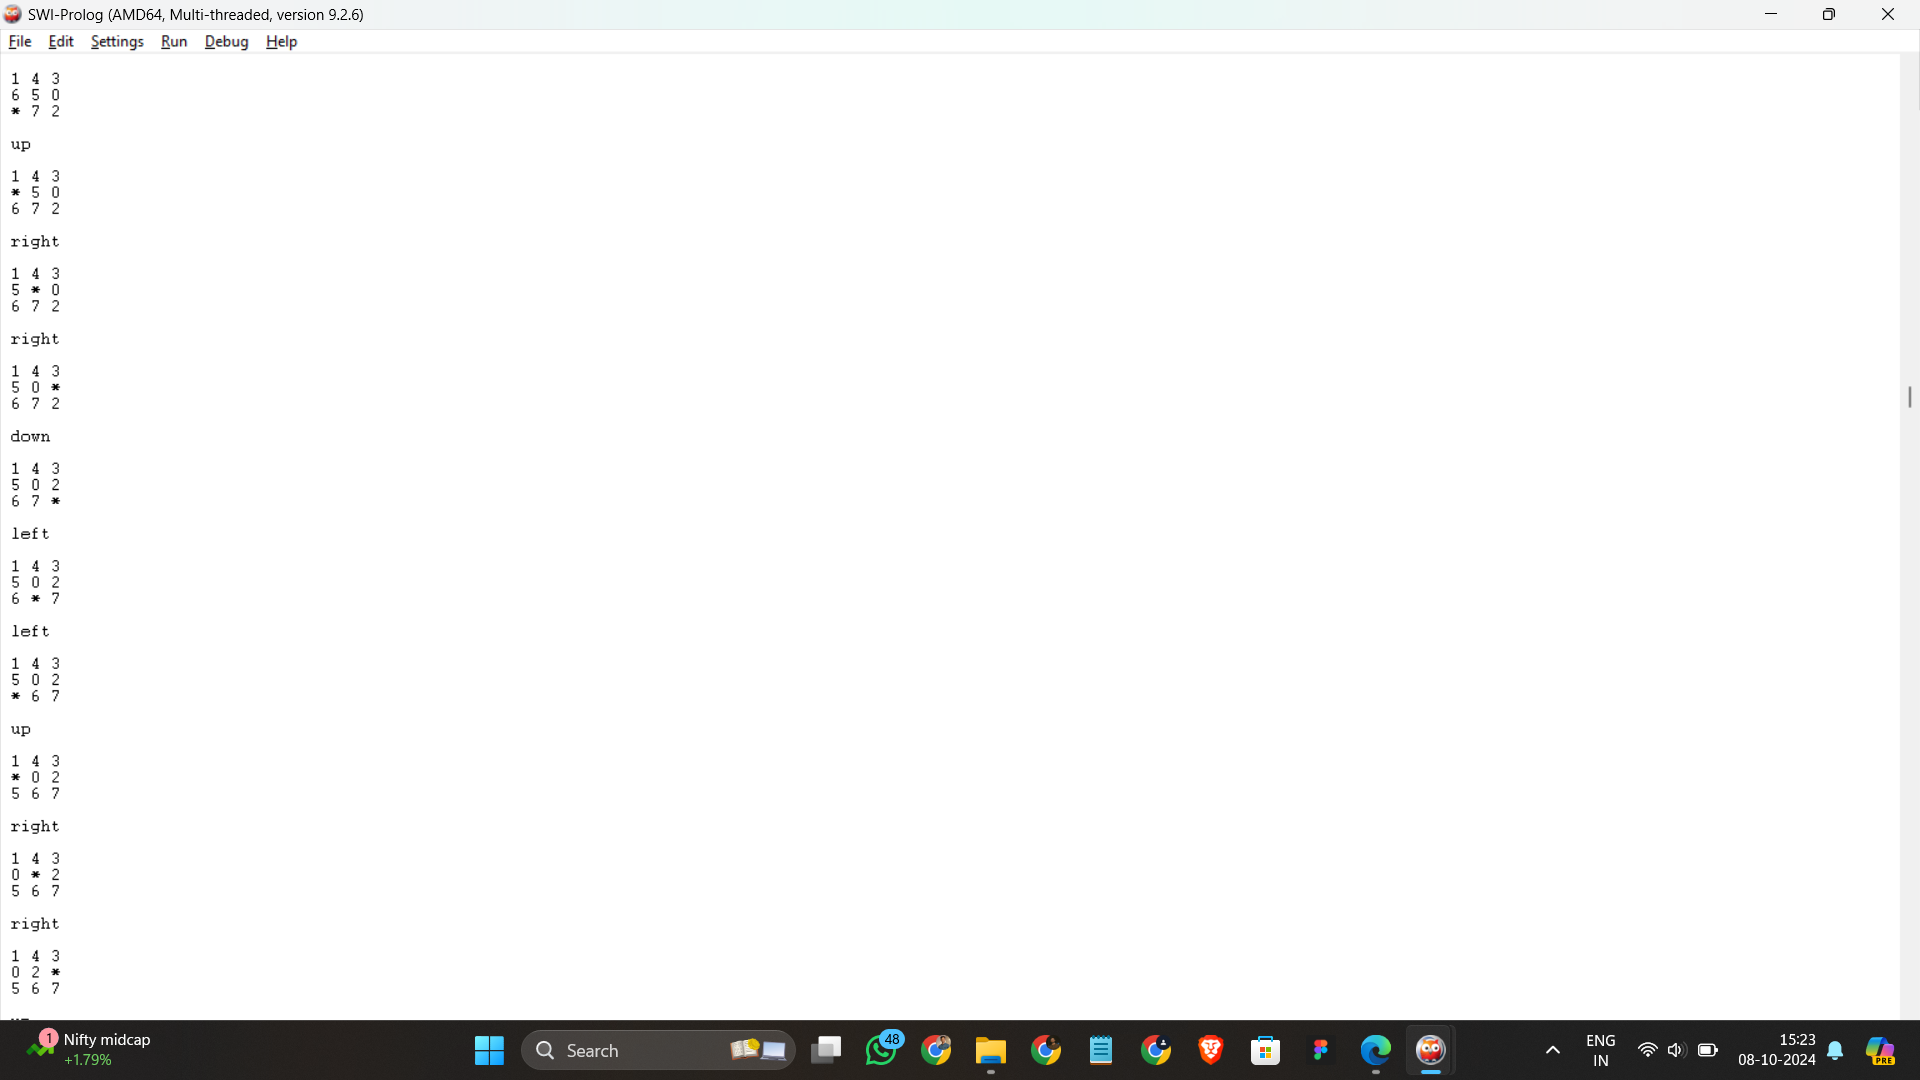 SWI-Prolog (AMD64, Multi-threaded, version 9.2.6)
File Edit Settings Run Debug Help
1 4 3
6 5 0
* 7 2
up
1 4 3
* 5 0
6 7 2
right
1 4 3
5 * 0
6 7 2
right
1 4 3
5 0 *
6 7 2
down
1 4 3
5 0 2
6 7 *
left
1 4 3
5 0 2
6 * 7
left
1 4 3
5 0 2
* 6 7
up
1 4 3
* 0 2
5 6 7
right
1 4 3
0 * 2
5 6 7
right
1 4 3
0 2 *
5 6 7
1
Nifty midcap
+1.79%
Search
48
ENG
IN
15:23
08-10-2024
PRE